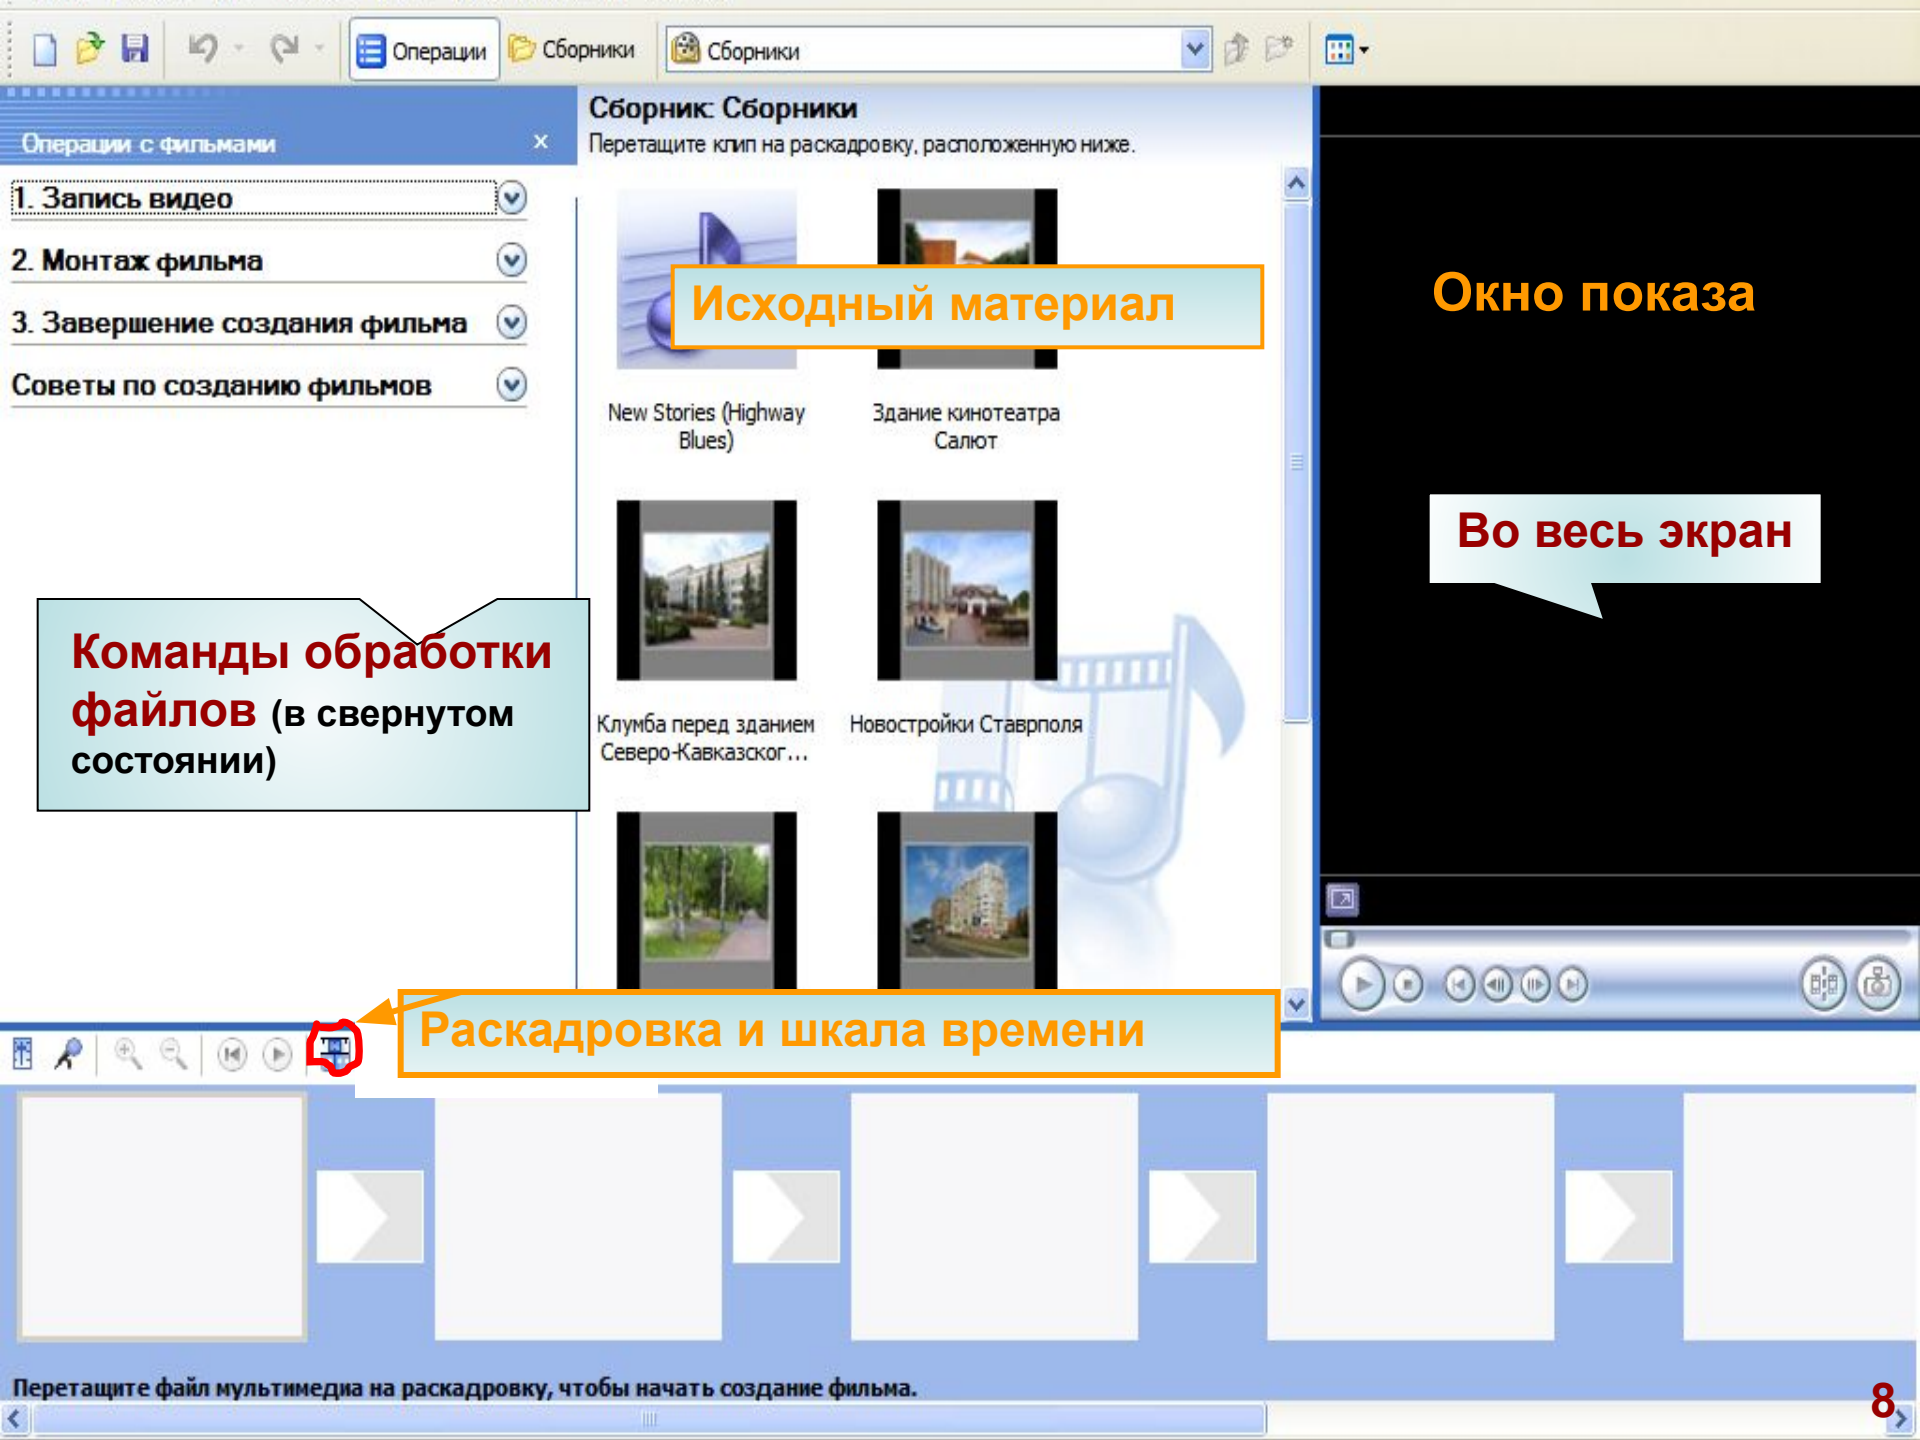 Операции
Сборники
Сборники
Операции с фильмами
x
1. Запись видео
2. Монтаж фильма
3. Завершение создания фильма
Советы по созданию фильмов
Сборник: Сборники
Перетащите клип на раскадровку, расположенную ниже.
Исходный материал
New Stories (Highway
Blues)
Здание кинотеатра
Салют
Клумба перед зданием
Северо-Кавказског...
Новостройки Ставрполя
Окно показа
Во весь экран
Команды обработки
файлов (в свернутом
состоянии)
Раскадровка и шкала времени
Перетащите файл мультимедиа на раскадровку, чтобы начать создание фильма.
8